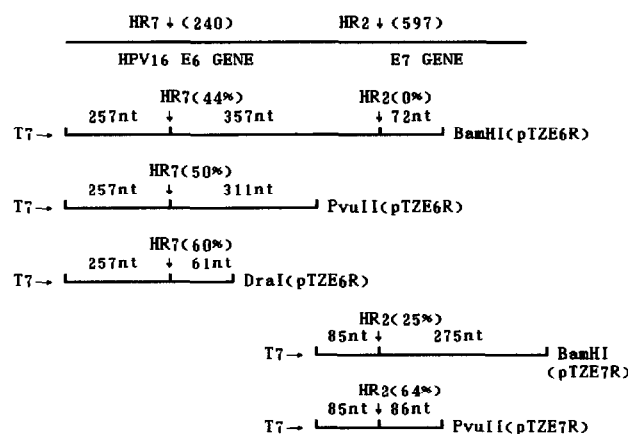 HR7↓(240) HR2↓(597)
HPV16 E6 GENE E7 GENE
HR7(44%) HR2(0%)
257nt ↓ 357nt ↓72nt
T7→ BamHI(pTZE6R)
HR7(50%)
257nt ↓ 311nt
T7→ PvuII(pTZE6R)
HR7(60%)
257nt ↓ 61nt
T7→ DraI(pTZE6R)
HR2(25%)
85nt↓ 275nt
T7→ BamHI
(pTZE7R)
HR2(64%)
85nt↓86nt
T7→ PvuII(pTZE7R)